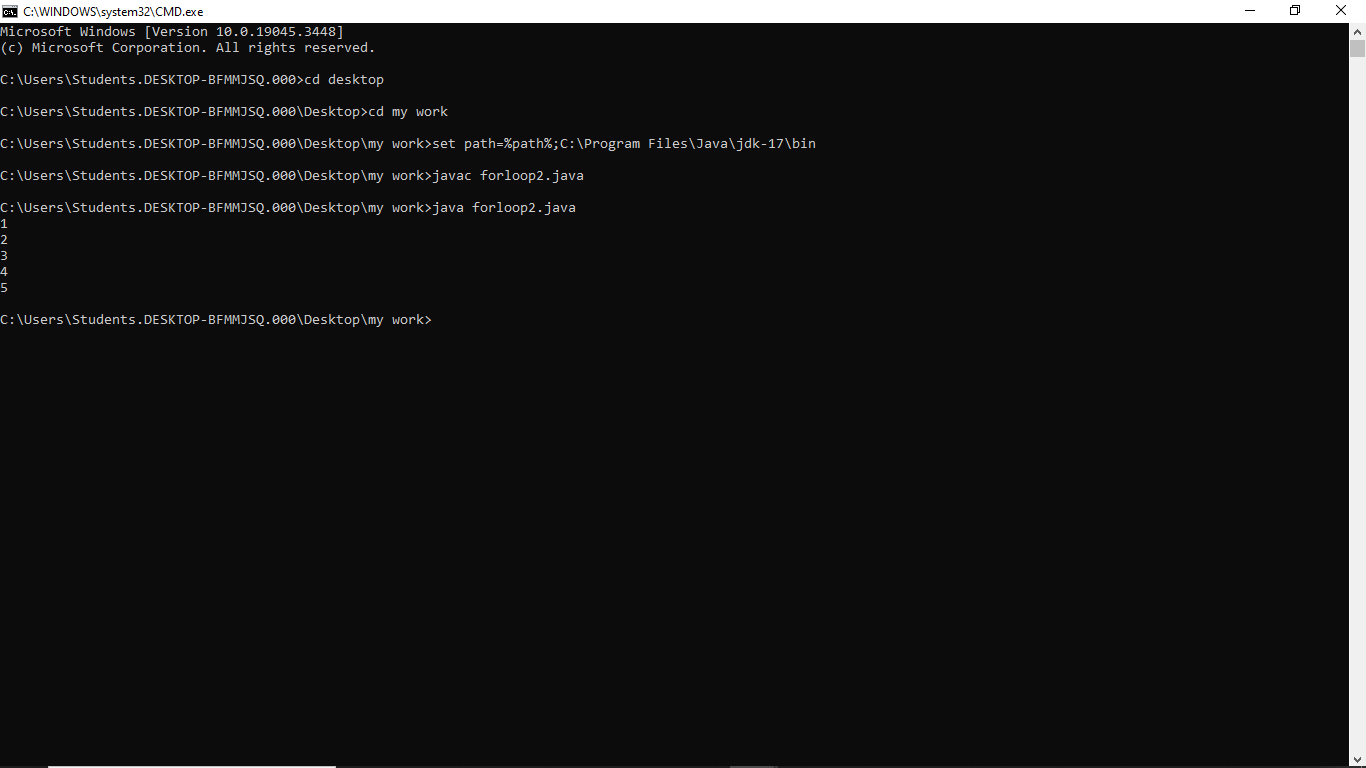 C:\WINDOWS\system32\CMD.exe
Microsoft Windows [Version 10.0.19045.3448]
(c) Microsoft Corporation. All rights reserved.
C:\Users\Students.DESKTOP-BFMMJSQ.000>cd desktop
C:\Users\Students.DESKTOP-BFMMJSQ.000\Desktop>cd my work
C:\Users\Students.DESKTOP-BFMMJSQ.000\Desktop\my work>set path=%path%;C:\Program Files\Java\jdk-17\bin
C:\Users\Students.DESKTOP-BFMMJSQ.000\Desktop\my work>javac forloop2.java
C:\Users\Students.DESKTOP-BFMMJSQ.000\Desktop\my work>java forloop2.java
1
2
3
4
5
C:\Users\Students.DESKTOP-BFMMJSQ.000\Desktop\my work>